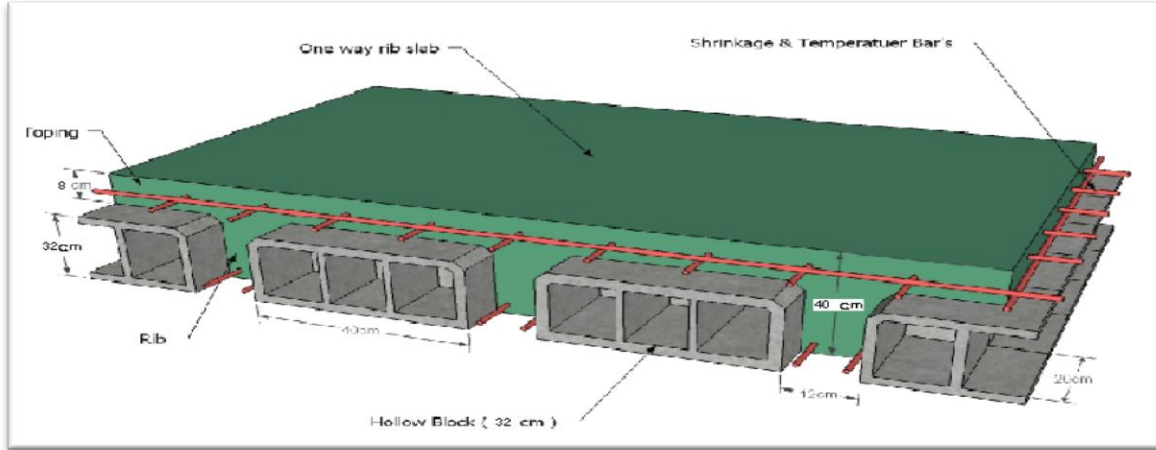 One way rib slab
Shrinkage & Temperatuer Bar's
Toping
8 cm
32cm
Rib
40cm
40 cm
12cm
20cm
Hollow Block ( 32 cm )